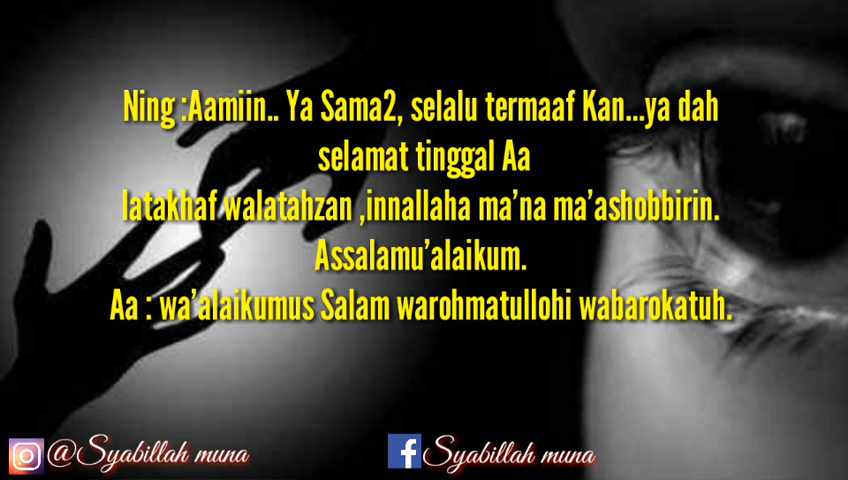 Ning :Aamiin.. Ya Sama2, selalu termaaf Kan...ya dah
selamat tinggal Aa
latakhaf walatahzan ,innallaha ma'na ma'ashobbirin.
Assalamu'alaikum.
Aa : wa'alaikumus Salam warohmatullohi wabarokatuh.
@Syabillah muna
Syabillah muna